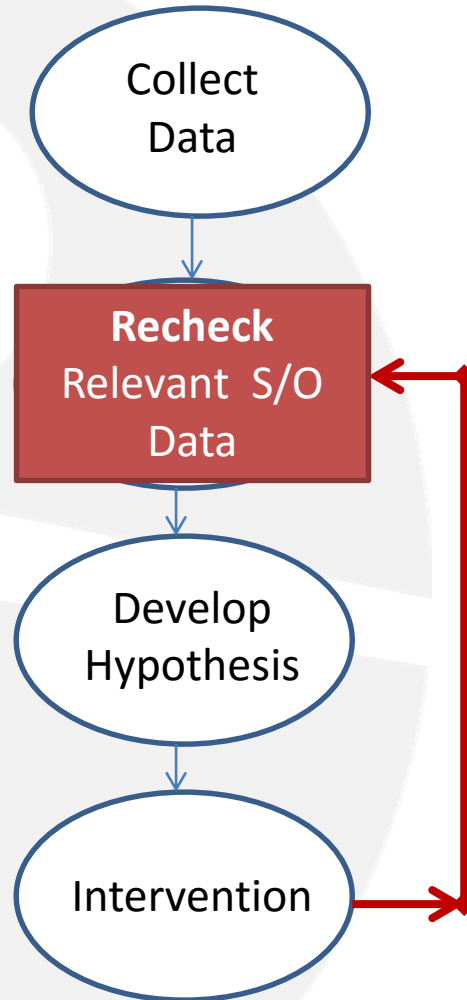 Collect
Data
Recheck
Relevant S/O
Data
Develop
Hypothesis
Intervention